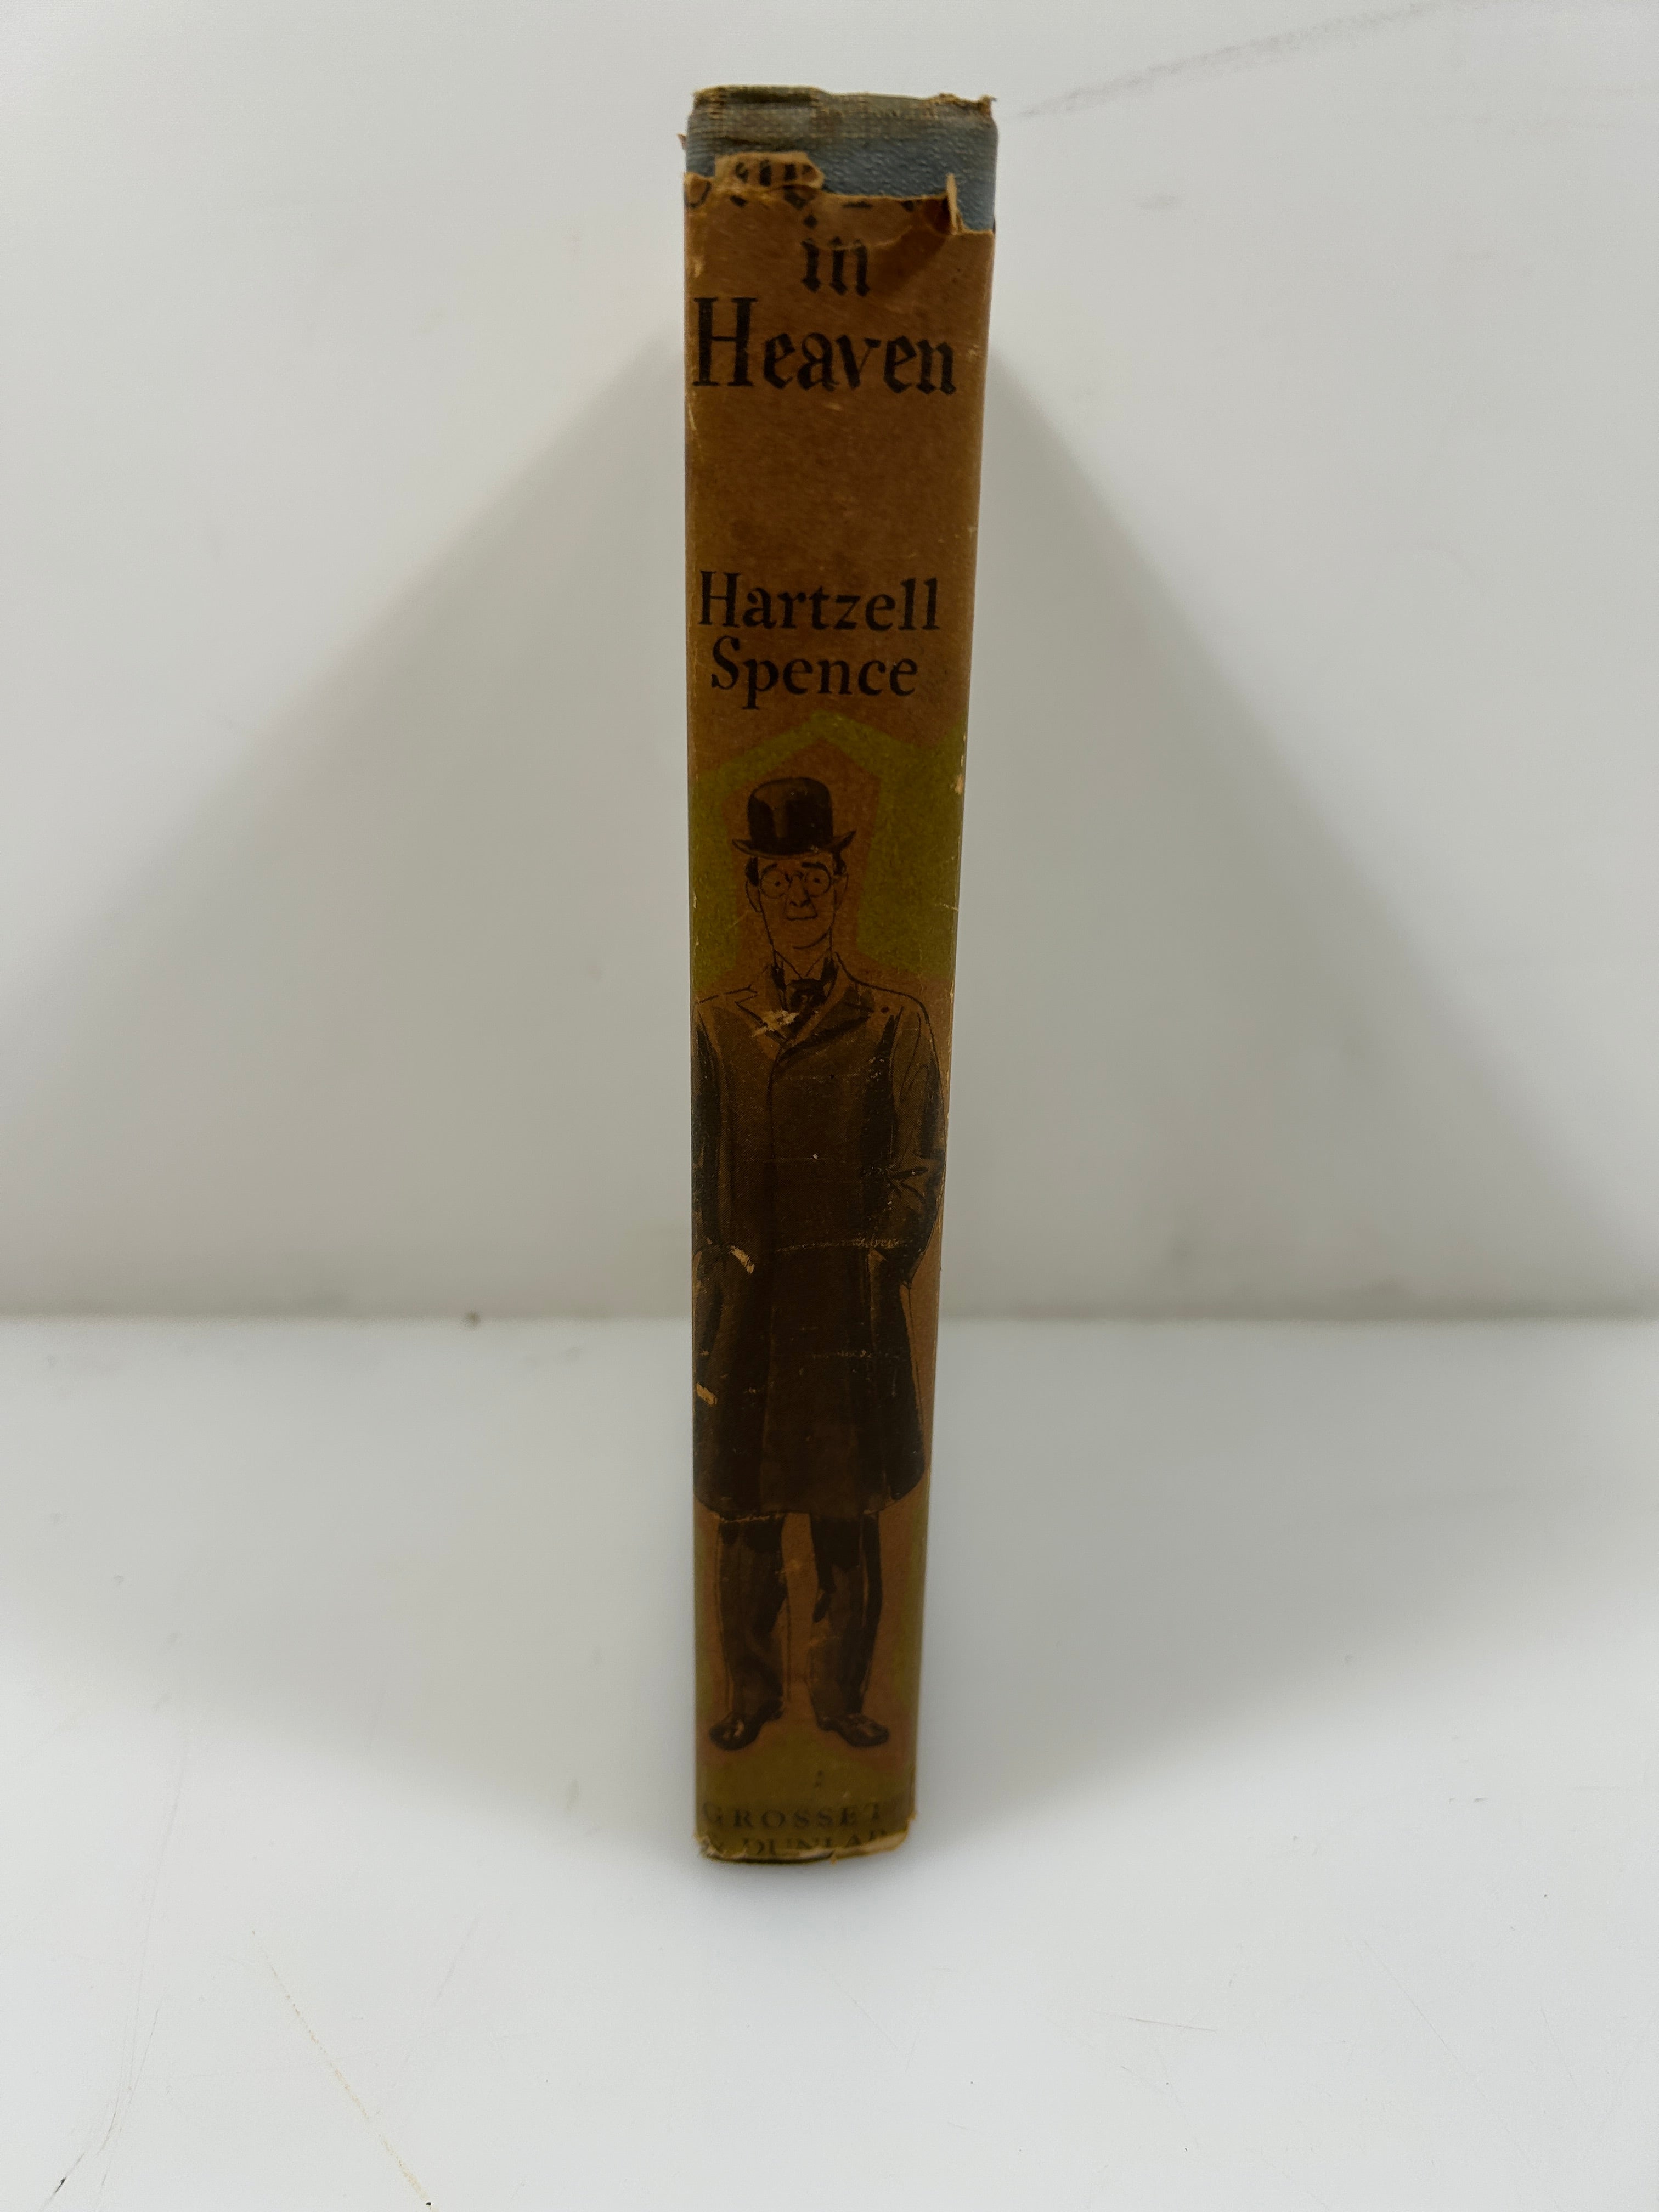 in
Heaven
Hartzell
Spence
GROSSET
& DUNLAP